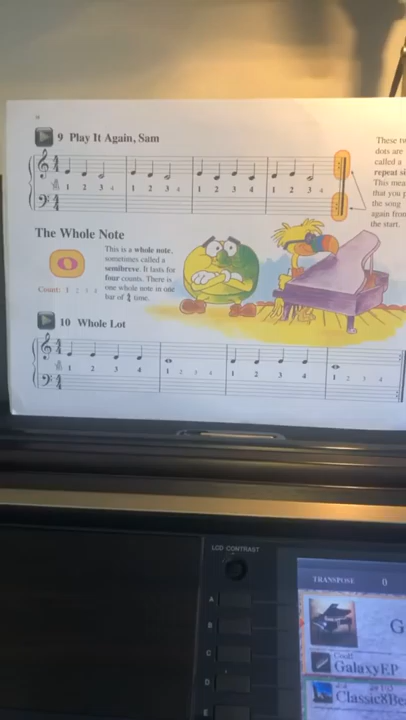 9 Play It Again, Sam
1 2 3 4 1 2 3 4 1 2 3 4 1 2 3 4
These
dots are
called a
repeat
This
that you
the song
again from
the start.
The Whole Note
This is a whole note,
sometimes called a
semibreve. It lasts for
four counts. There is
one whole note in one
bar of 4/4 time.
Count: 1 2 3 4
10 Whole Lot
1 2 3 4 1 2 3 4 1 2 3 4 1 2 3 4
LCD CONTRAST
A
B
C
D
E
TRANSPOSE 0
G
Cool!
GalaxyEP
Classic8Be